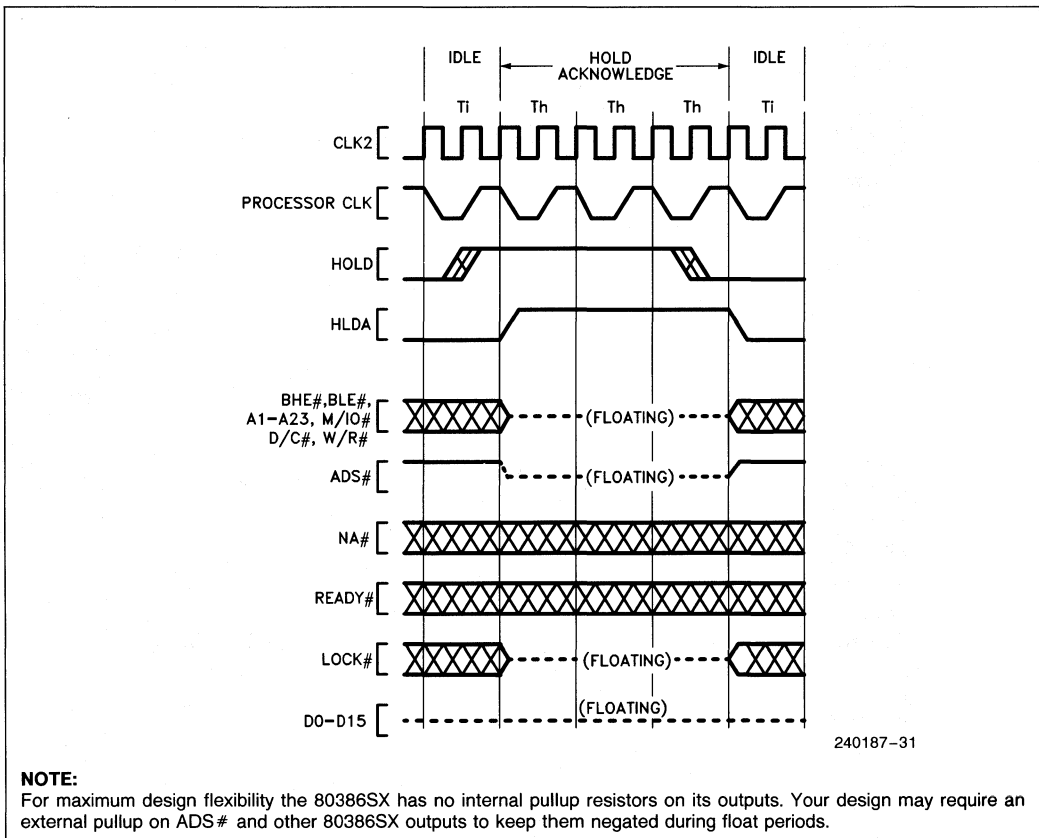 IDLE HOLD ACKNOWLEDGE IDLE
Ti Th Th Th Ti
CLK2
PROCESSOR CLK
HOLD
HLDA
BHE#,BLE#,
A1-A23, M/IO# (FLOATING)
D/C#, W/R#
ADS# (FLOATING)
NA#
READY#
LOCK# (FLOATING)
D0-D15 (FLOATING)
240187-31
NOTE:
For maximum design flexibility the 80386SX has no internal pullup resistors on its outputs. Your design may require an
external pullup on ADS# and other 80386SX outputs to keep them negated during float periods.